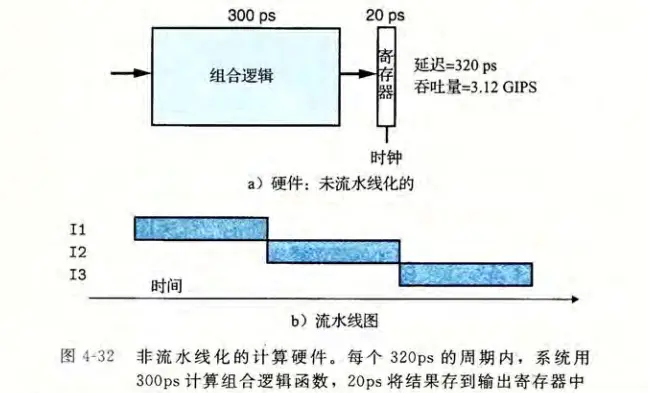 300 ps
20 ps
组合逻辑
寄存器
延迟=320 ps
吞吐量=3.12 GIPS
时钟
a）硬件：未流水线化的
I1
I2
I3
时间
b）流水线图
图 4-32 非流水线化的计算硬件。每个 320ps 的周期内，系统用
300ps 计算组合逻辑函数，20ps 将结果存到输出寄存器中